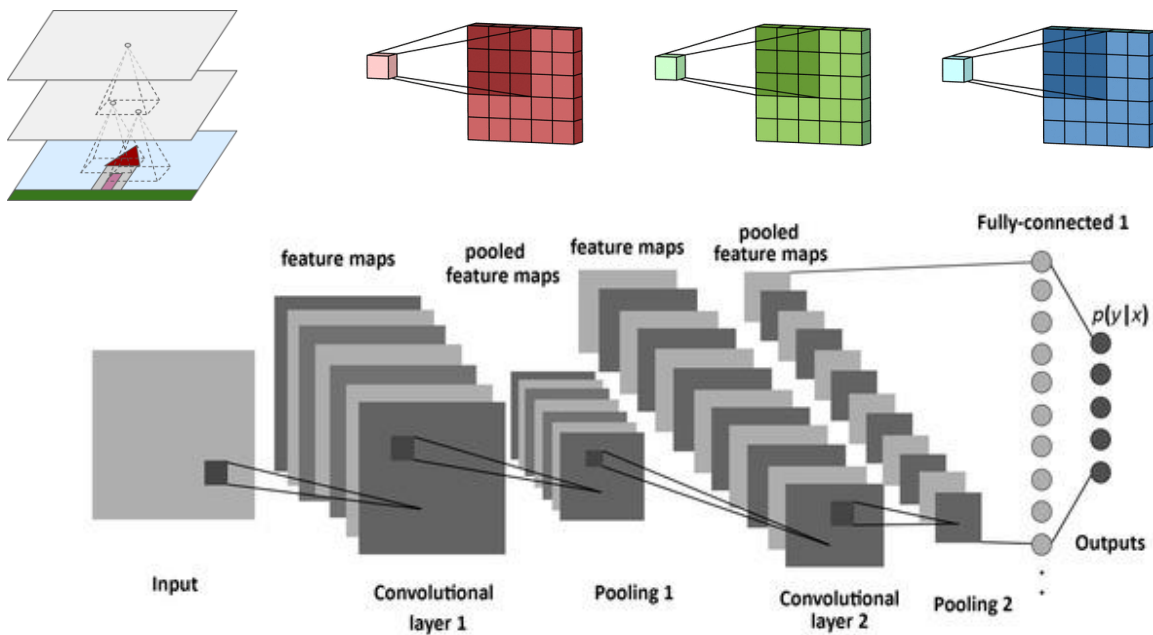 Fully-connected 1
feature maps
pooled
feature maps
feature maps
pooled
feature maps
p(y|x)
Outputs
Input
Convolutional
layer 1
Pooling 1
Convolutional
layer 2
Pooling 2